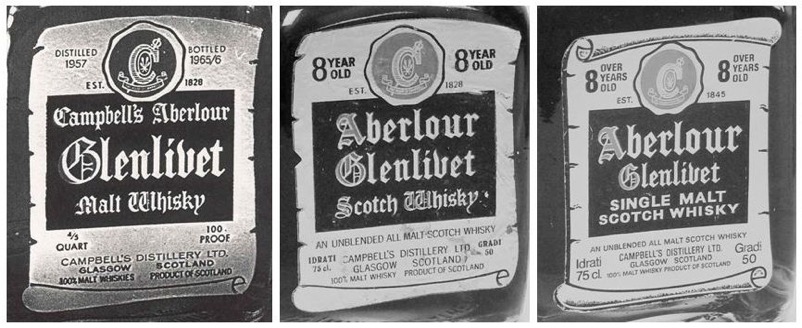 DISTILLED
1957
BOTTLED
1965/6
EST. 1828
Campbell's Aberlour
Glenlivet
Malt Whisky
4/5
QUART
100.
PROOF
CAMPBELL'S DISTILLERY LTD.
GLASGOW SCOTLAND
100% MALT WHISKIES PRODUCT OF SCOTLAND
8 YEAR
OLD
8 YEAR
OLD
EST. 1828
Aberlour
Glenlivet
Scotch Whisky
AN UNBLENDED ALL MALT SCOTCH WHISKY
IDRATI
75 cl.
CAMPBELL'S DISTILLERY LTD.
GLASGOW SCOTLAND
GRADI
50
100% MALT WHISKY PRODUCT OF SCOTLAND
8 OVER
YEARS
OLD
8 OVER
YEARS
OLD
EST. 1845
Aberlour
Glenlivet
SINGLE MALT
SCOTCH WHISKY
AN UNBLENDED ALL MALT SCOTCH WHISKY
Idrati
75 cl.
CAMPBELL'S DISTILLERY LTD.
GLASGOW SCOTLAND
Gradi
50
100% MALT WHISKY PRODUCT OF SCOTLAND